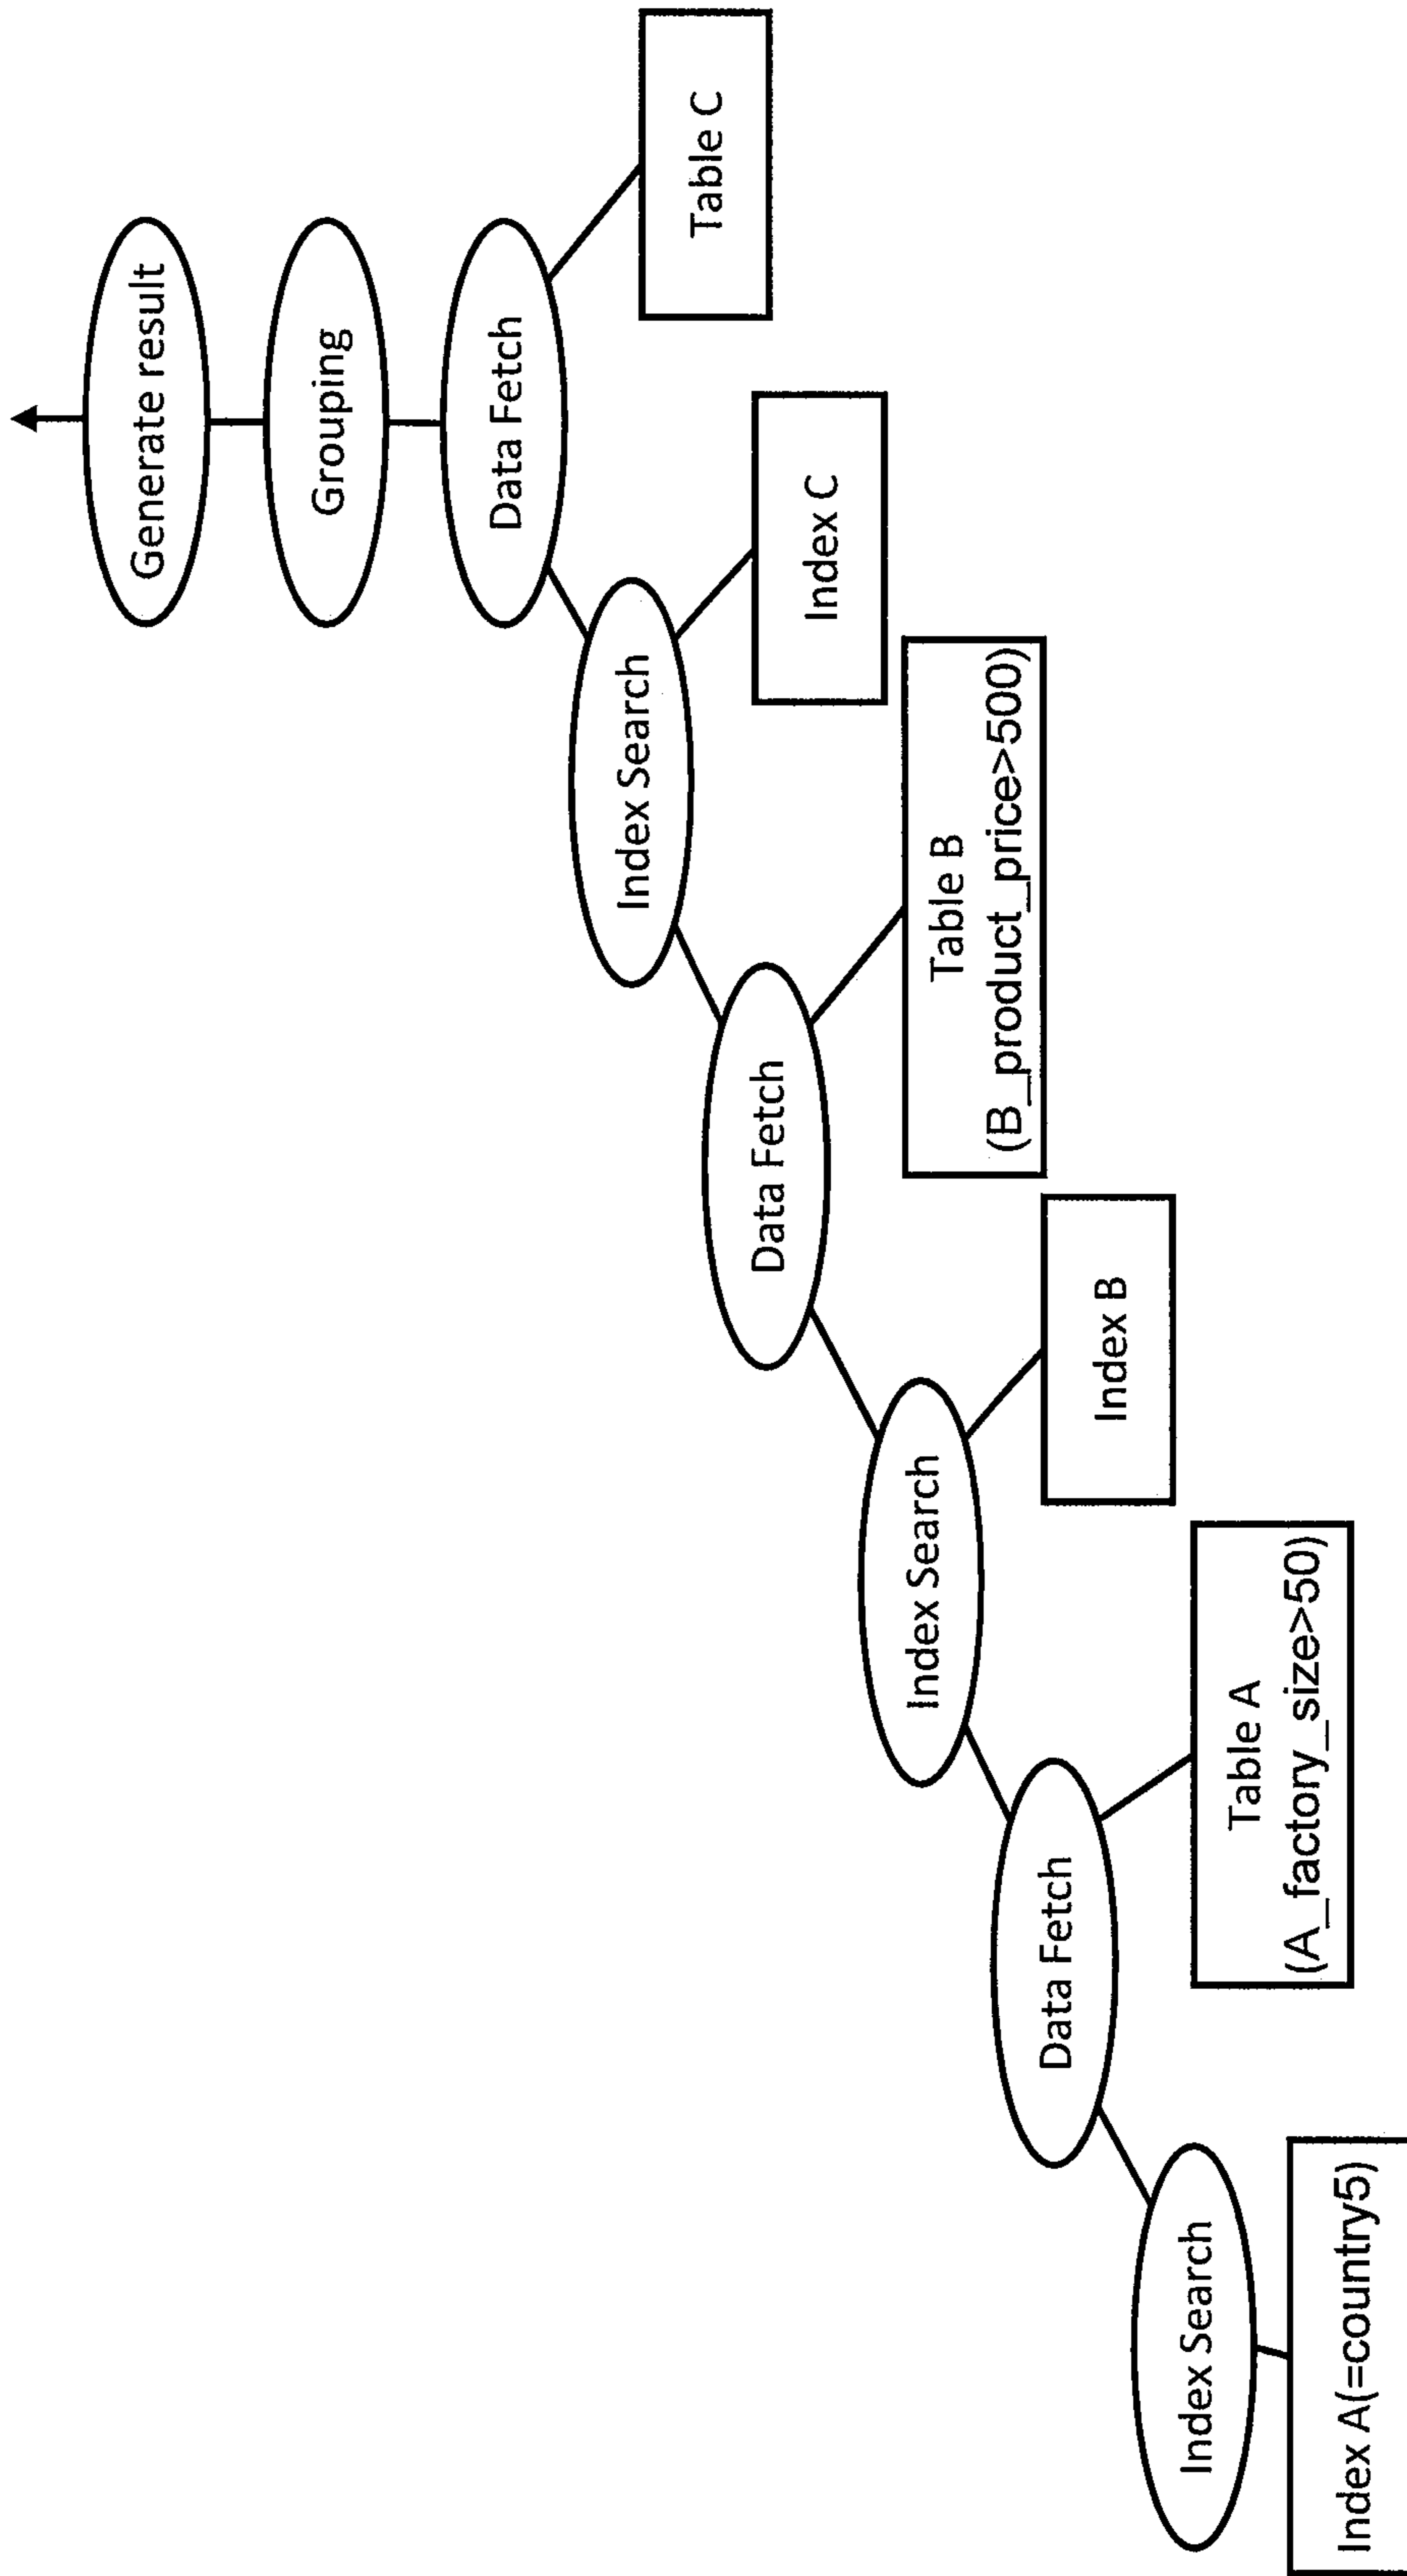 Generate result
Grouping
Data Fetch
Table C
Index Search
Index C
Data Fetch
Table B
(B_product_price>500)
Index Search
Index B
Data Fetch
Table A
(A_factory_size>50)
Index Search
Index A(=country5)